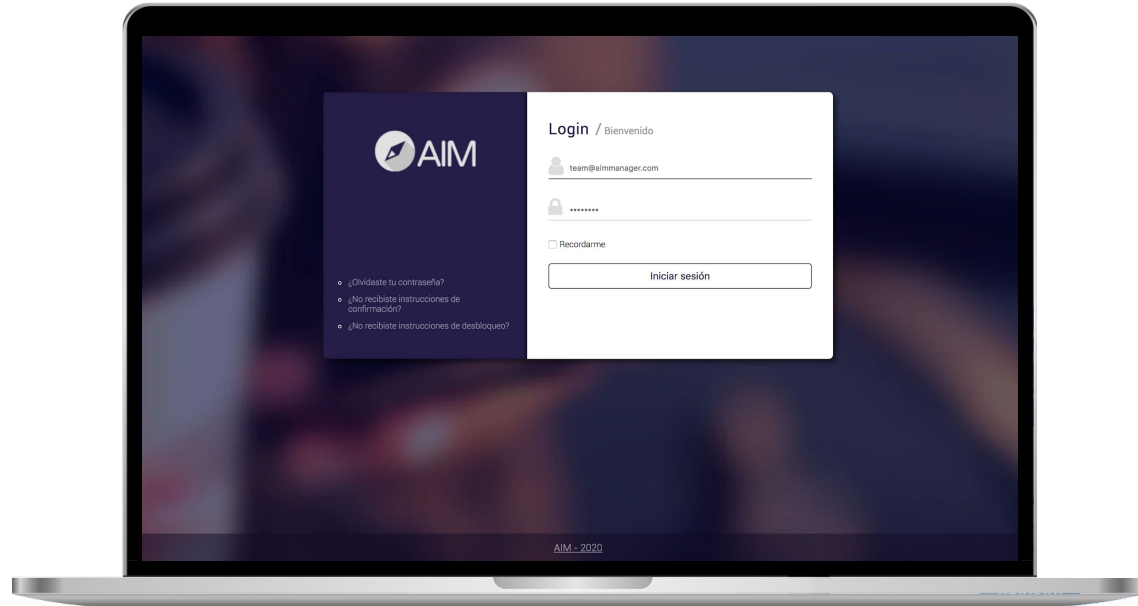 AIM
¿Olvidaste tu contraseña?
¿No recibiste instrucciones de
confirmación?
¿No recibiste instrucciones de desbloqueo?
Login / Bienvenido
team@aimmanager.com
••••••••
Recordarme
Iniciar sesión
AIM - 2020